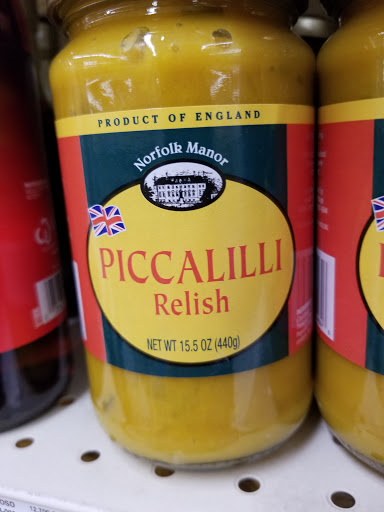 PRODUCT OF ENGLAND
Norfolk Manor
PICCALILLI
Relish
NET WT 15.5 OZ (440g)